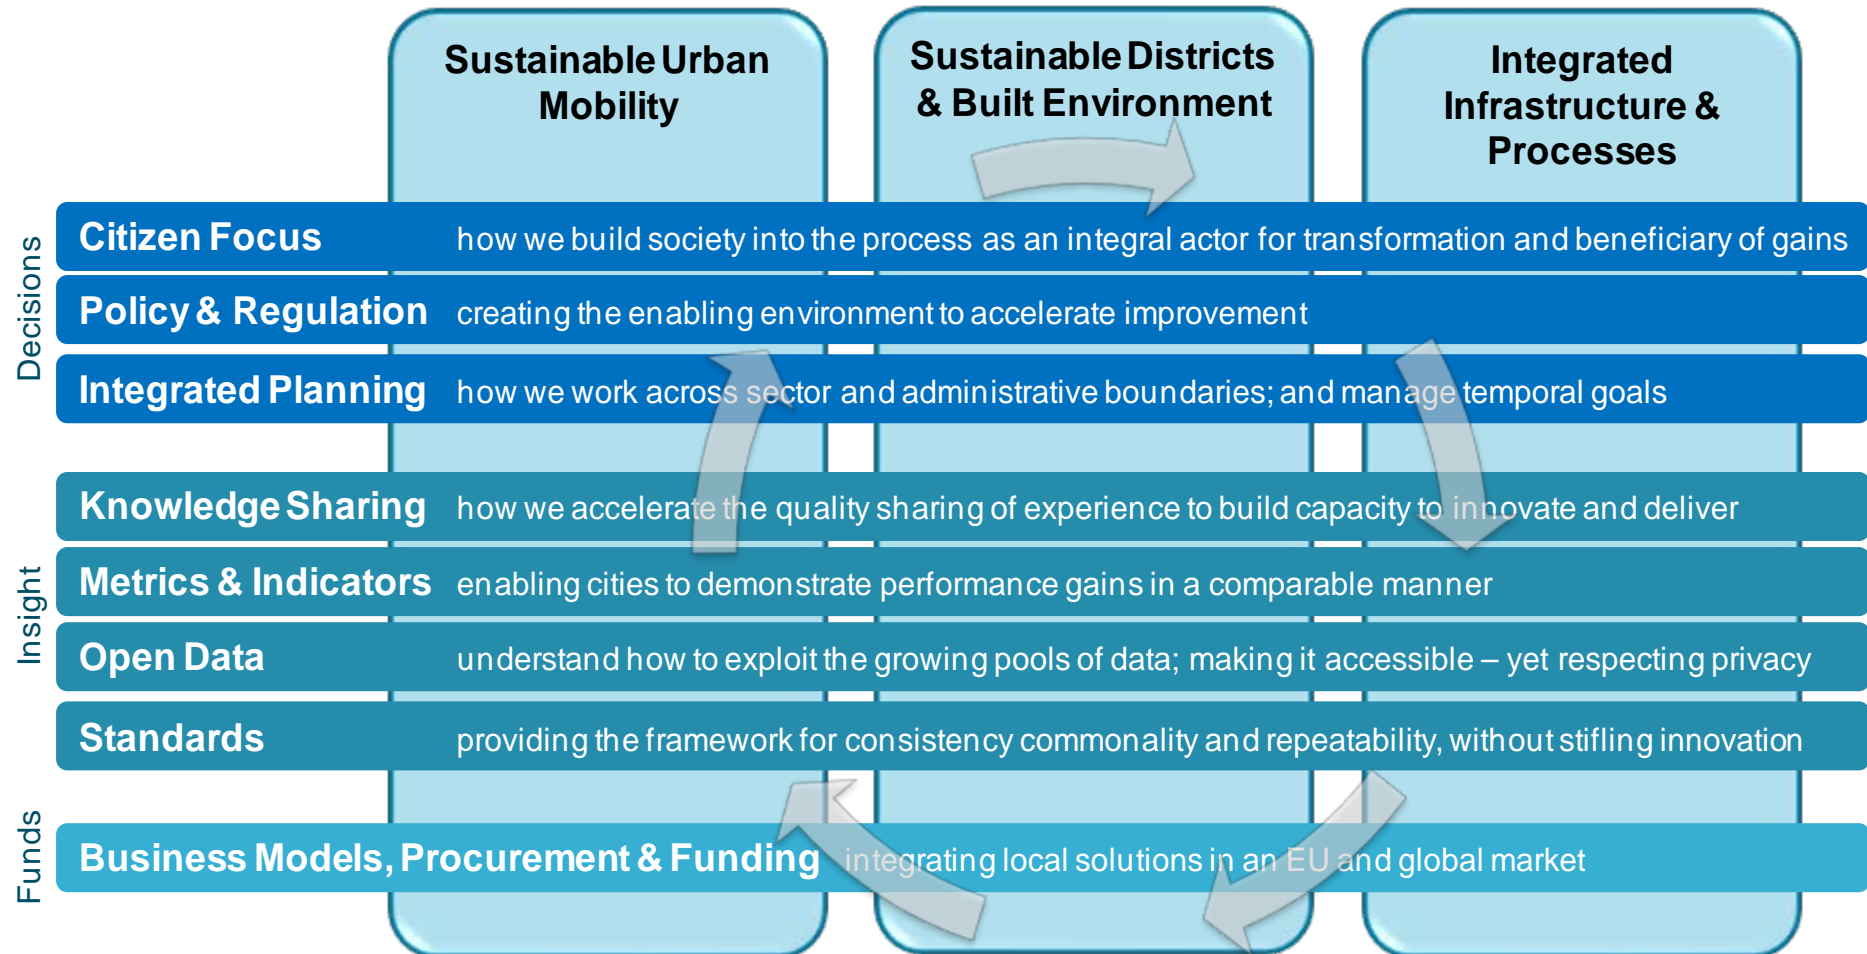 Sustainable Urban
Mobility
Sustainable Districts
& Built Environment
Integrated
Infrastructure &
Processes
Decisions
Citizen Focus how we build society into the process as an integral actor for transformation and beneficiary of gains
Policy & Regulation creating the enabling environment to accelerate improvement
Integrated Planning how we work across sector and administrative boundaries; and manage temporal goals
Insight
Knowledge Sharing how we accelerate the quality sharing of experience to build capacity to innovate and deliver
Metrics & Indicators enabling cities to demonstrate performance gains in a comparable manner
Open Data understand how to exploit the growing pools of data; making it accessible – yet respecting privacy
Standards providing the framework for consistency commonality and repeatability, without stifling innovation
Funds
Business Models, Procurement & Funding integrating local solutions in an EU and global market